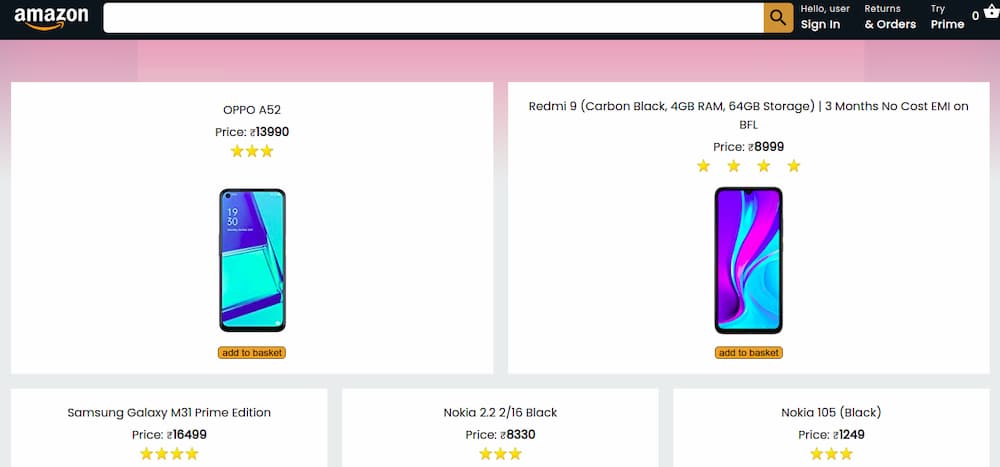 amazon
Hello, user
Sign In
Returns
& Orders
Try
Prime
0
OPPO A52
Price: ₹13990
19
30
add to basket
Redmi 9 (Carbon Black, 4GB RAM, 64GB Storage) | 3 Months No Cost EMI on
BFL
Price: ₹8999
add to basket
Samsung Galaxy M31 Prime Edition
Price: ₹16499
Nokia 2.2 2/16 Black
Price: ₹8330
Nokia 105 (Black)
Price: ₹1249